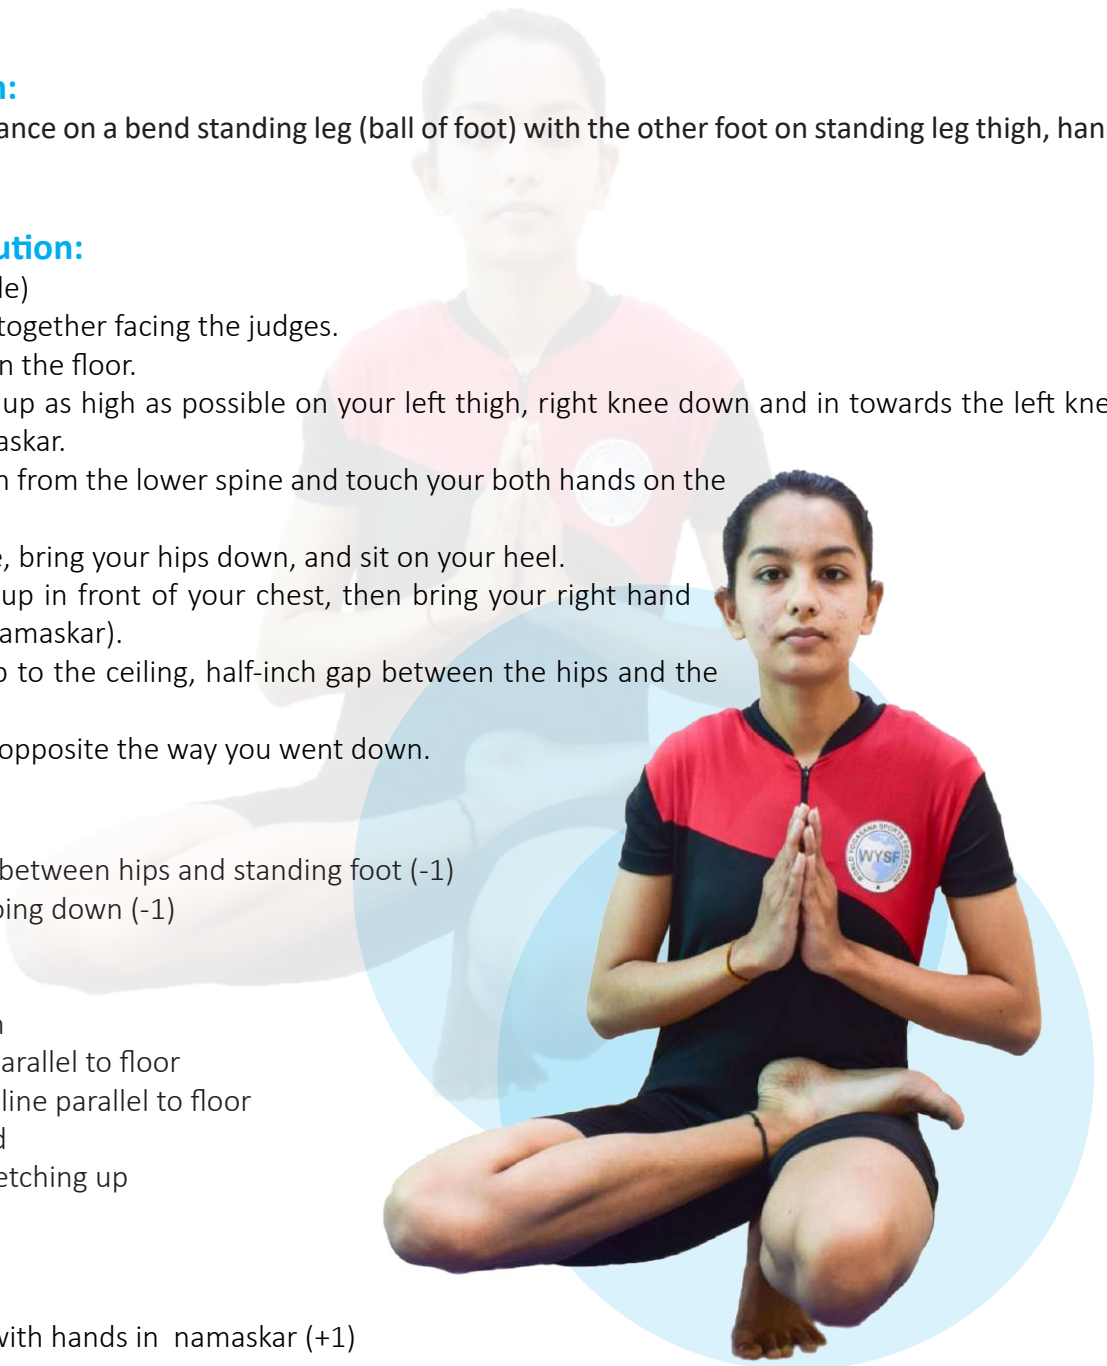 n:
ance on a bend standing leg (ball of foot) with the other foot on standing leg thigh, han
ution:
le)
together facing the judges.
n the floor.
up as high as possible on your left thigh, right knee down and in towards the left kne
askar.
n from the lower spine and touch your both hands on the
e, bring your hips down, and sit on your heel.
up in front of your chest, then bring your right hand
amaskar).
p to the ceiling, half-inch gap between the hips and the
opposite the way you went down.
between hips and standing foot (-1)
oing down (-1)
n
arallel to floor
line parallel to floor
d
etching up
with hands in  namaskar (+1)
WORLD YOGASANA SPORTS FEDERATION
WYSF